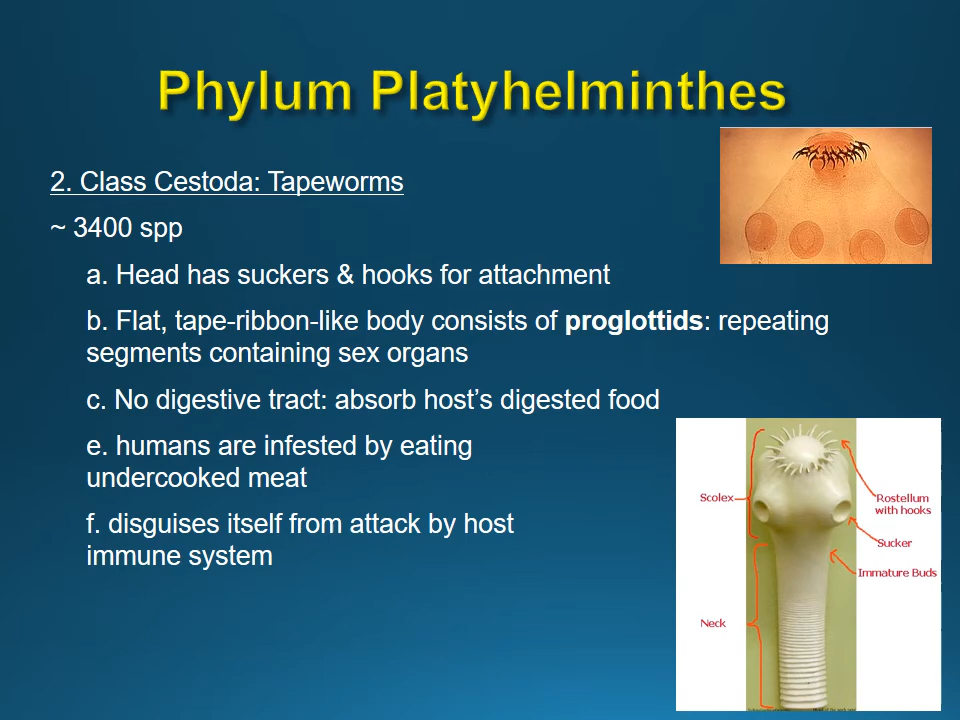 Phylum Platyhelminthes
2. Class Cestoda: Tapeworms
~ 3400 spp
a. Head has suckers & hooks for attachment
b. Flat, tape-ribbon-like body consists of proglottids: repeating
segments containing sex organs
c. No digestive tract: absorb host's digested food
e. humans are infested by eating
undercooked meat
f. disguises itself from attack by host
immune system
Scolex
Rostellum
with hooks
Sucker
Immature Buds
Neck